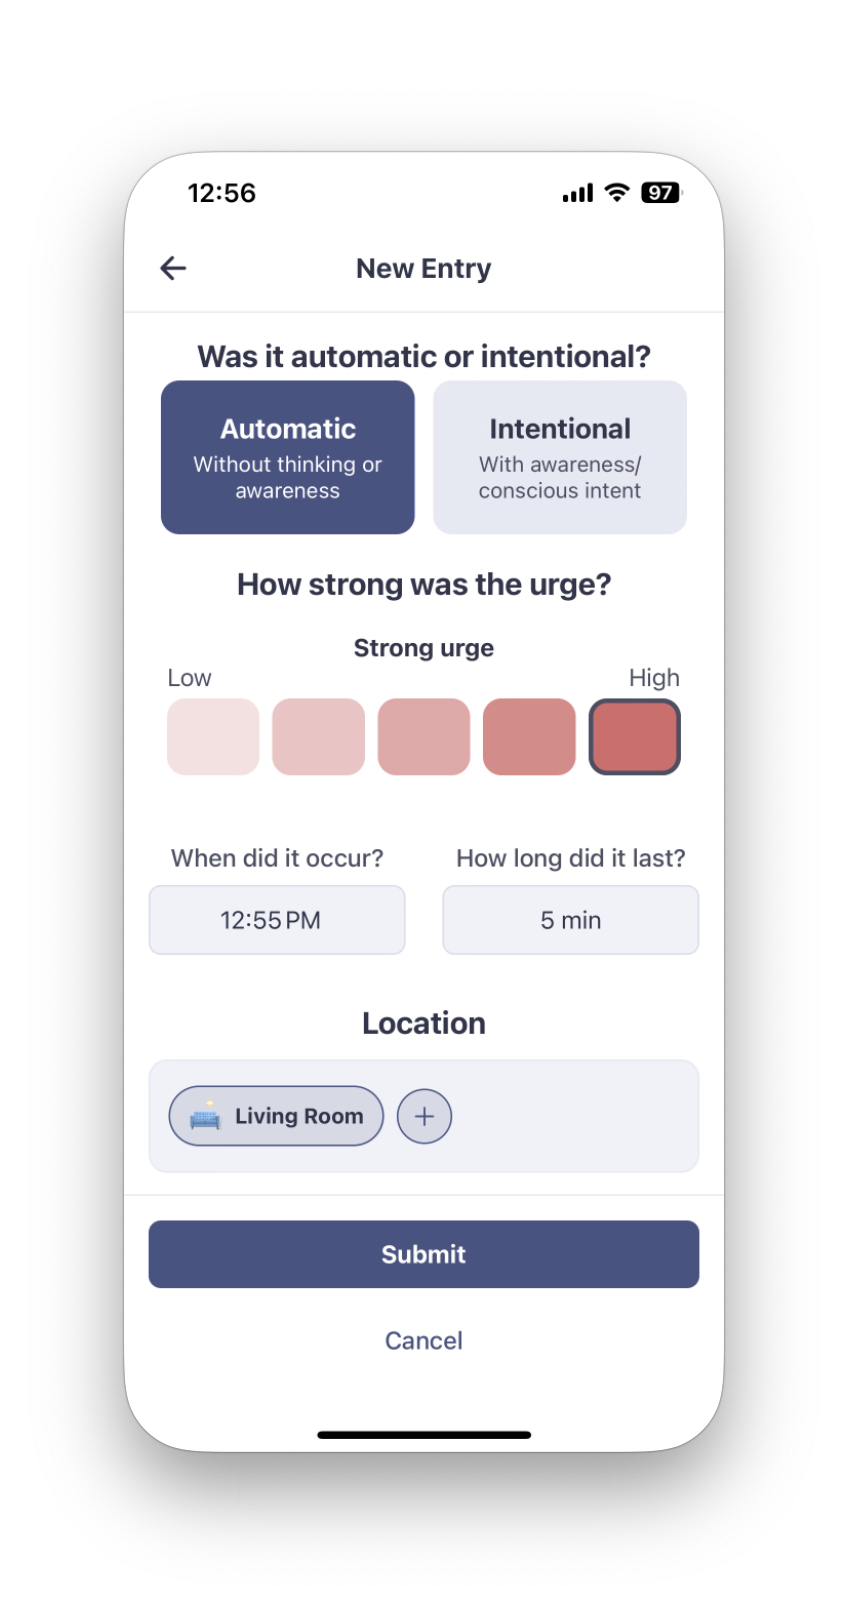 12:56
97
New Entry
Was it automatic or intentional?
Automatic
Without thinking or
awareness
Intentional
With awareness/
conscious intent
How strong was the urge?
Strong urge
Low
High
When did it occur?
How long did it last?
12:55 PM
5 min
Location
Living Room
+
Submit
Cancel